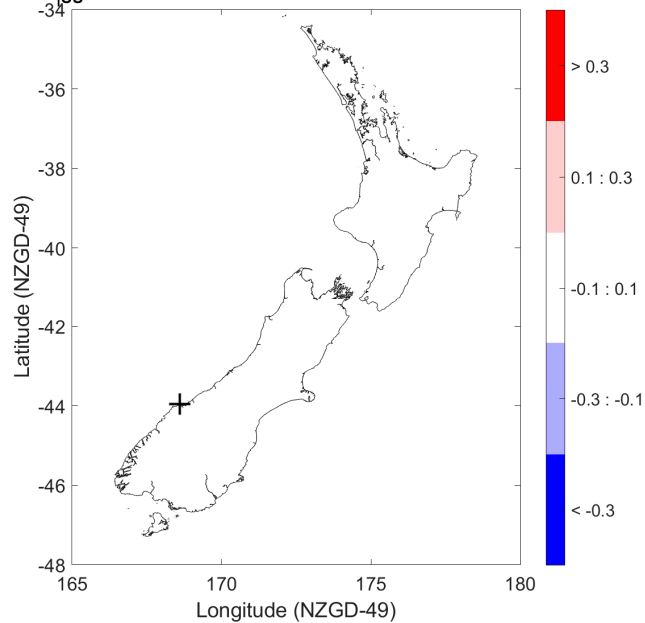 -34
-36
-38
-40
-42
-44
-46
-48
165
170
175
180
Longitude (NZGD-49)
Latitude (NZGD-49)
> 0.3
0.1 : 0.3
-0.1 : 0.1
-0.3 : -0.1
< -0.3